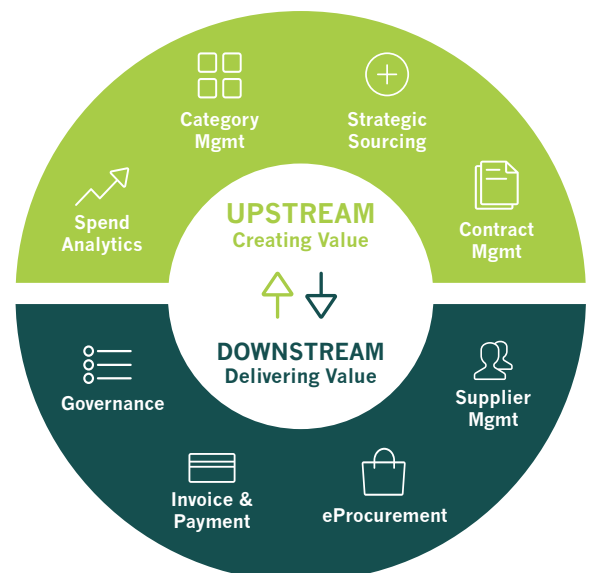 Category
Mgmt
Strategic
Sourcing
Spend
Analytics
Contract
Mgmt
UPSTREAM
Creating Value
DOWNSTREAM
Delivering Value
Governance
Supplier
Mgmt
Invoice &
Payment
eProcurement